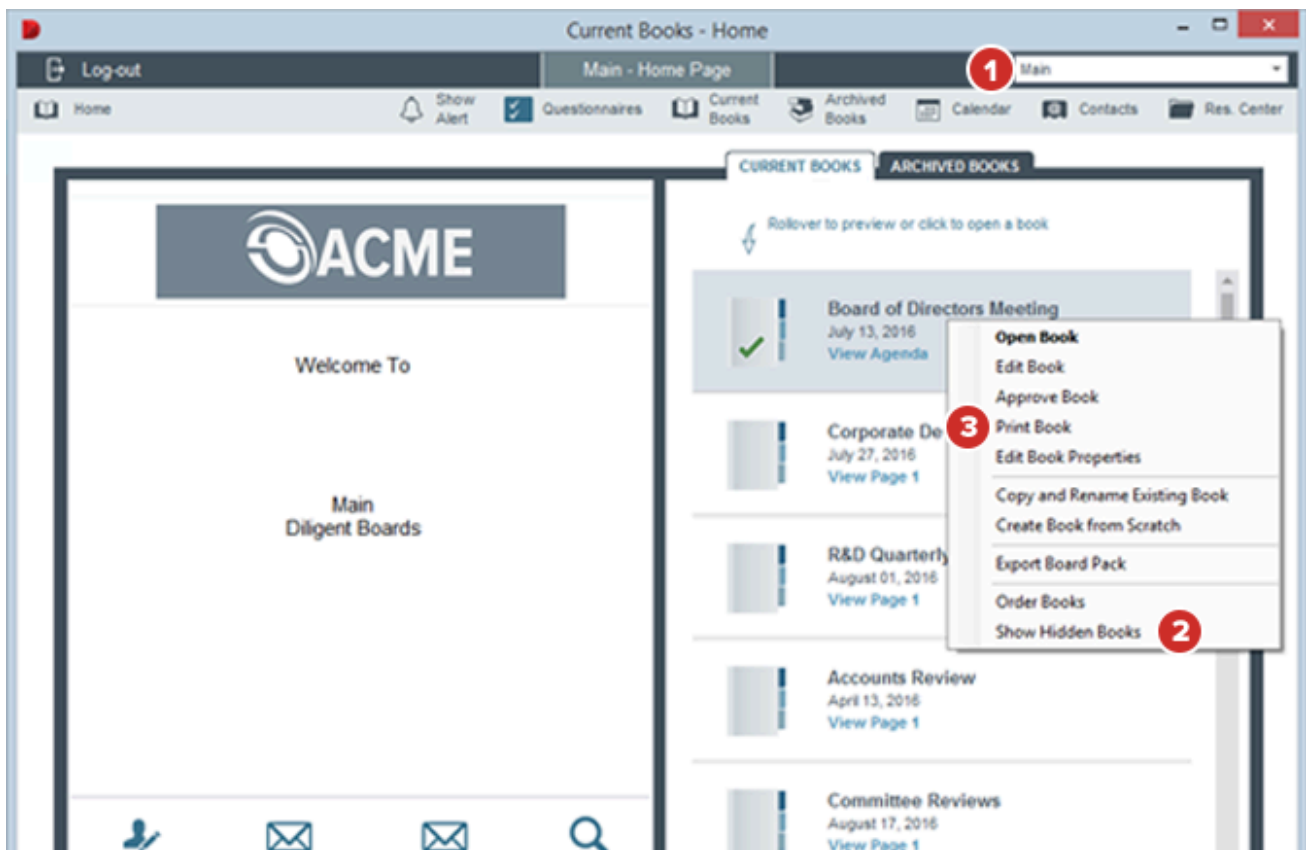 Current Books - Home
Log-out
Main - Home Page
1
Main
Home
Show Alert
Questionnaires
Current Books
Archived Books
Calendar
Contacts
Res. Center
CURRENT BOOKS
ARCHIVED BOOKS
ACME
Welcome To
Main
Diligent Boards
Rollover to preview or click to open a book
Board of Directors Meeting
July 13, 2016
View Agenda
Corporate De
July 27, 2016
View Page 1
R&D Quarterly
August 01, 2016
View Page 1
Accounts Review
April 13, 2016
View Page 1
Committee Reviews
August 17, 2016
View Page 1
Open Book
Edit Book
Approve Book
3
Print Book
Edit Book Properties
Copy and Rename Existing Book
Create Book from Scratch
Export Board Pack
Order Books
Show Hidden Books
2